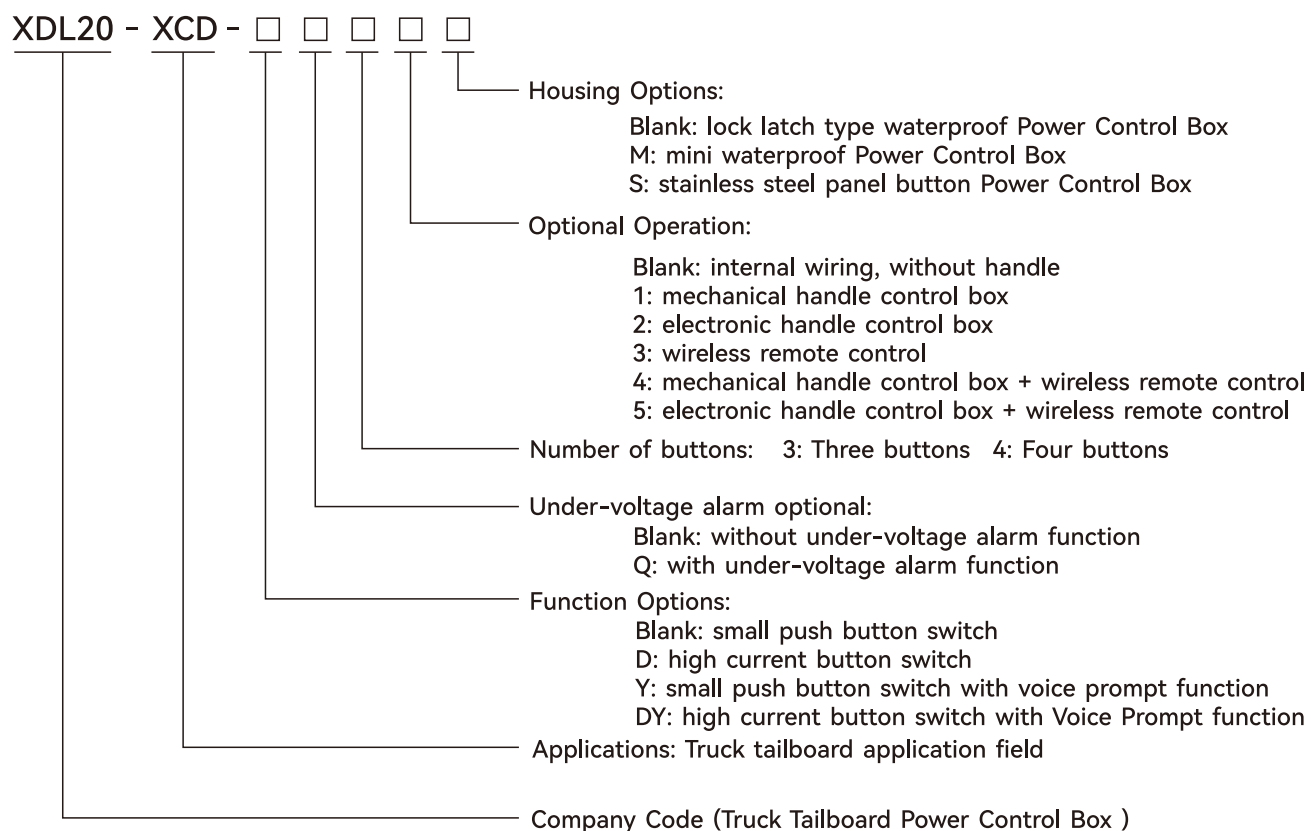 XDL20 - XCD - □ □ □ □ □
Housing Options:
Blank: lock latch type waterproof Power Control Box
M: mini waterproof Power Control Box
S: stainless steel panel button Power Control Box
Optional Operation:
Blank: internal wiring, without handle
1: mechanical handle control box
2: electronic handle control box
3: wireless remote control
4: mechanical handle control box + wireless remote control
5: electronic handle control box + wireless remote control
Number of buttons: 3: Three buttons 4: Four buttons
Under-voltage alarm optional:
Blank: without under-voltage alarm function
Q: with under-voltage alarm function
Function Options:
Blank: small push button switch
D: high current button switch
Y: small push button switch with voice prompt function
DY: high current button switch with Voice Prompt function
Applications: Truck tailboard application field
Company Code (Truck Tailboard Power Control Box )